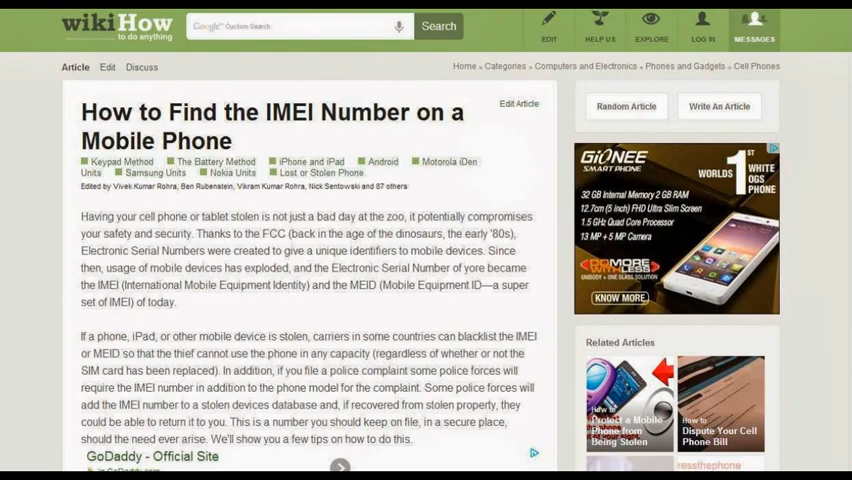 wikiHow
to do anything
Google Custom Search
Search
EDIT
HELP US
EXPLORE
LOG IN
MESSAGES
Article
Edit
Discuss
Home » Categories » Computers and Electronics » Phones and Gadgets » Cell Phones
How to Find the IMEI Number on a
Mobile Phone
Edit Article
Keypad Method The Battery Method iPhone and iPad Android Motorola iDen
Units Samsung Units Nokia Units Lost or Stolen Phone
Edited by Vivek Kumar Rohra, Ben Rubenstein, Vikram Kumar Rohra, Nick Sentowski and 87 others
Having your cell phone or tablet stolen is not just a bad day at the zoo, it potentially compromises
your safety and security. Thanks to the FCC (back in the age of the dinosaurs, the early '80s),
Electronic Serial Numbers were created to give a unique identifiers to mobile devices. Since
then, usage of mobile devices has exploded, and the Electronic Serial Number of yore became
the IMEI (International Mobile Equipment Identity) and the MEID (Mobile Equipment ID—a super
set of IMEI) of today.
If a phone, iPad, or other mobile device is stolen, carriers in some countries can blacklist the IMEI
or MEID so that the thief cannot use the phone in any capacity (regardless of whether or not the
SIM card has been replaced). In addition, if you file a police complaint some police forces will
require the IMEI number in addition to the phone model for the complaint. Some police forces will
add the IMEI number to a stolen devices database and, if recovered from stolen property, they
could be able to return it to you. This is a number you should keep on file, in a secure place,
should the need ever arise. We'll show you a few tips on how to do this.
GoDaddy - Official Site
Random Article
Write An Article
GiONEE
SMART PHONE
WORLDS 1ST WHITE
OGS
PHONE
32 GB Internal Memory 2 GB RAM
12.7cm (5 inch) FHD Ultra Slim Screen
1.5 GHz Quad Core Processor
13 MP + 5 MP Camera
DO MORE
WITH LESS
UNIBODY + ONE GLASS SOLUTION
KNOW MORE
Related Articles
How to
Protect a Mobile
Phone from
Being Stolen
How to
Dispute Your Cell
Phone Bill
ressthephone